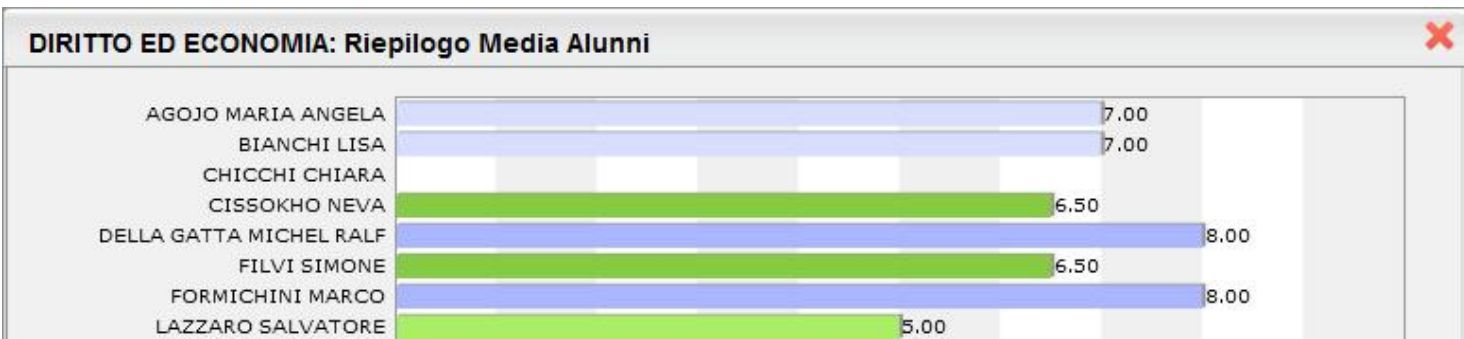 DIRITTO ED ECONOMIA: Riepilogo Media Alunni
AGOJO MARIA ANGELA 7.00
BIANCHI LISA 7.00
CHICCHI CHIARA
CISSOKHO NEVA 6.50
DELLA GATTA MICHEL RALF 8.00
FILVI SIMONE 6.50
FORMICHINI MARCO 8.00
LAZZARO SALVATORE 5.00